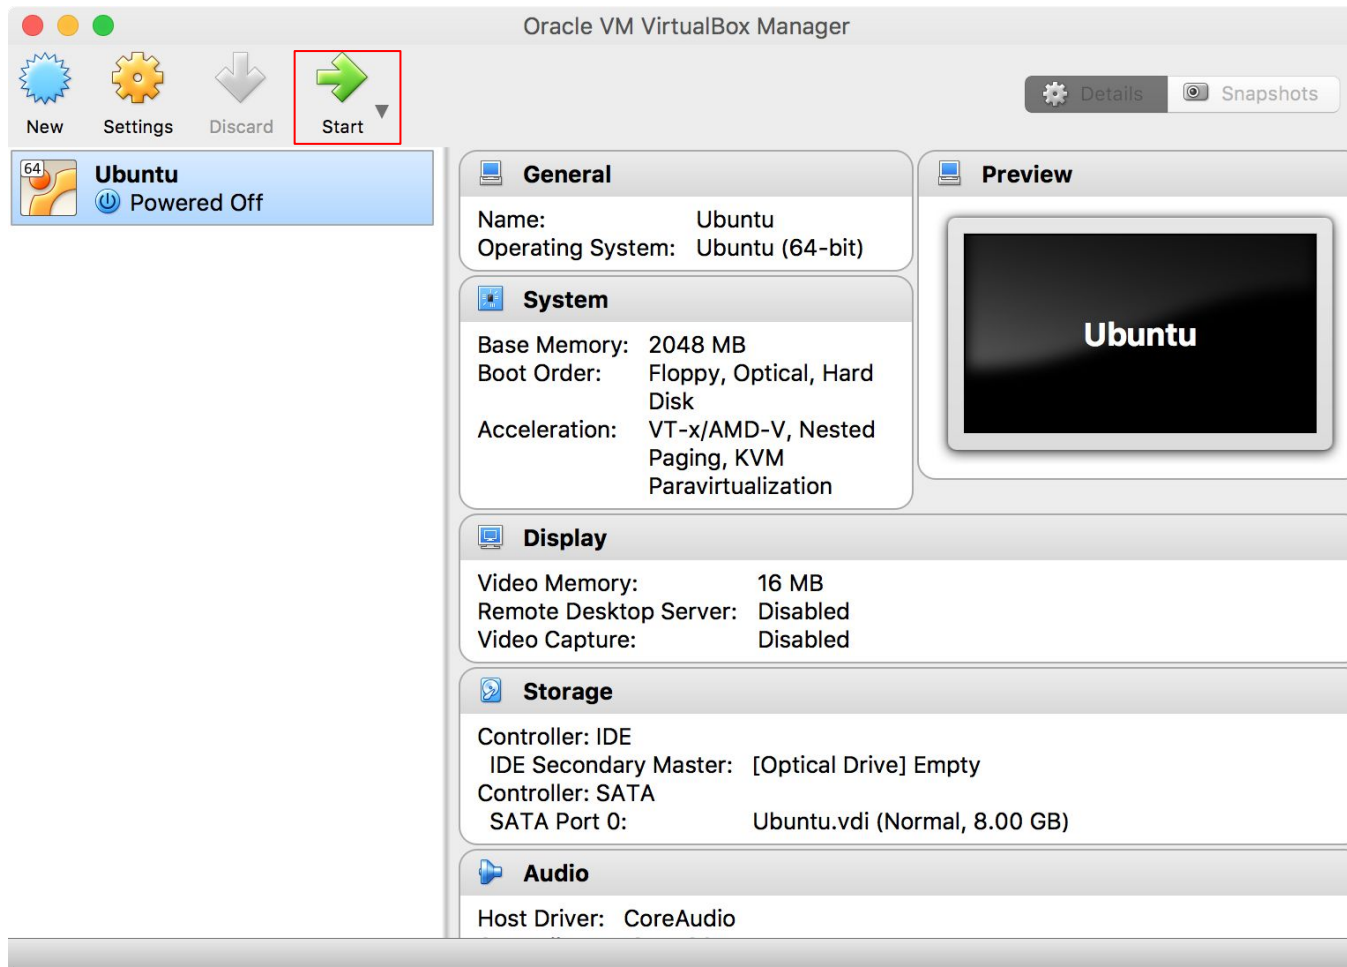 Oracle VM VirtualBox Manager
New
Settings
Discard
Start
Details
Snapshots
64
Ubuntu
Powered Off
General
Name: Ubuntu
Operating System: Ubuntu (64-bit)
System
Base Memory: 2048 MB
Boot Order: Floppy, Optical, Hard
Disk
Acceleration: VT-x/AMD-V, Nested
Paging, KVM
Paravirtualization
Preview
Ubuntu
Display
Video Memory: 16 MB
Remote Desktop Server: Disabled
Video Capture: Disabled
Storage
Controller: IDE
IDE Secondary Master: [Optical Drive] Empty
Controller: SATA
SATA Port 0: Ubuntu.vdi (Normal, 8.00 GB)
Audio
Host Driver: CoreAudio